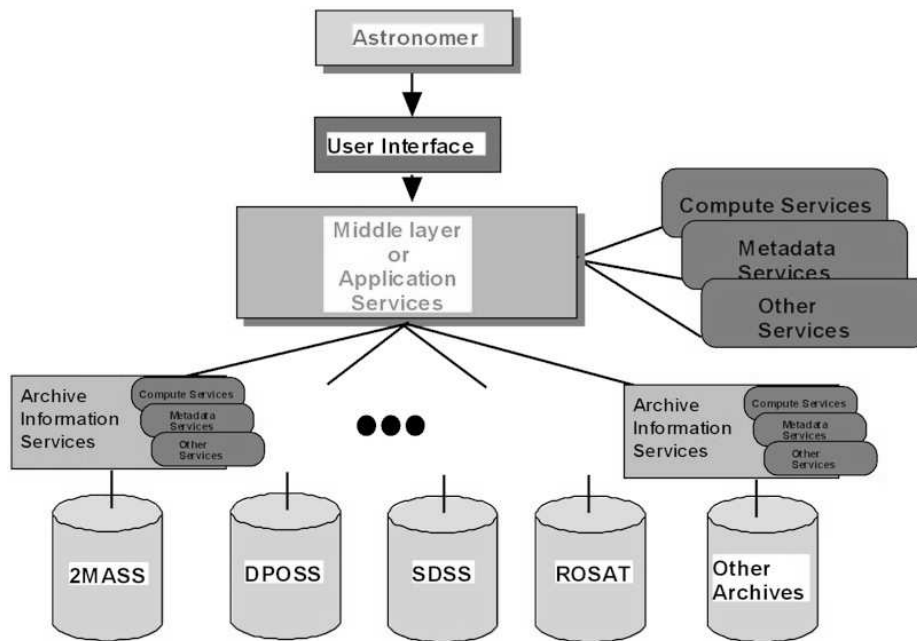 Astronomer
User Interface
Middle layer
or
Application
Services
Compute Services
Metadata
Services
Other
Services
Archive
Information
Services
Compute Services
Metadata
Services
Other
Services
Archive
Information
Services
Compute Services
Metadata
Services
Other
Services
2MASS
DPOSS
SDSS
ROSAT
Other
Archives